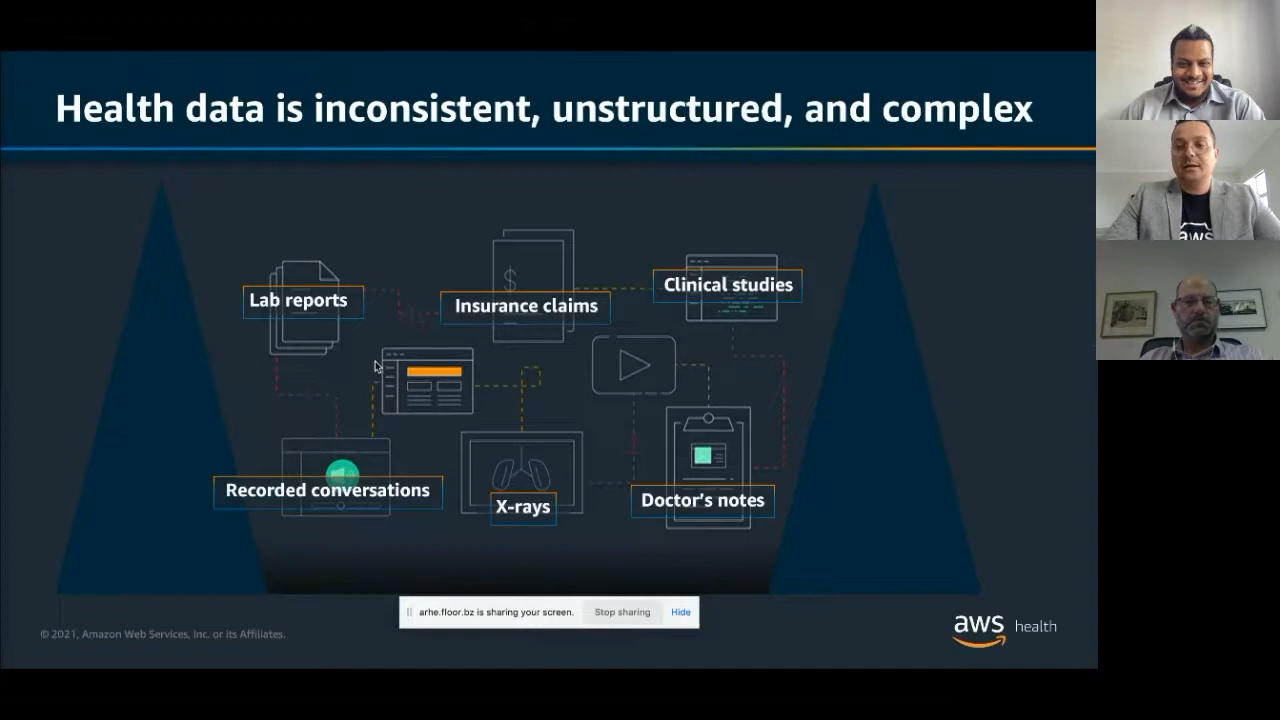 Health data is inconsistent, unstructured, and complex
Lab reports
Insurance claims
Clinical studies
$
Recorded conversations
X-rays
Doctor's notes
arhe.floor.bz is sharing your screen.
Stop sharing
Hide
© 2021, Amazon Web Services, Inc. or its Affiliates.
aws health
aws